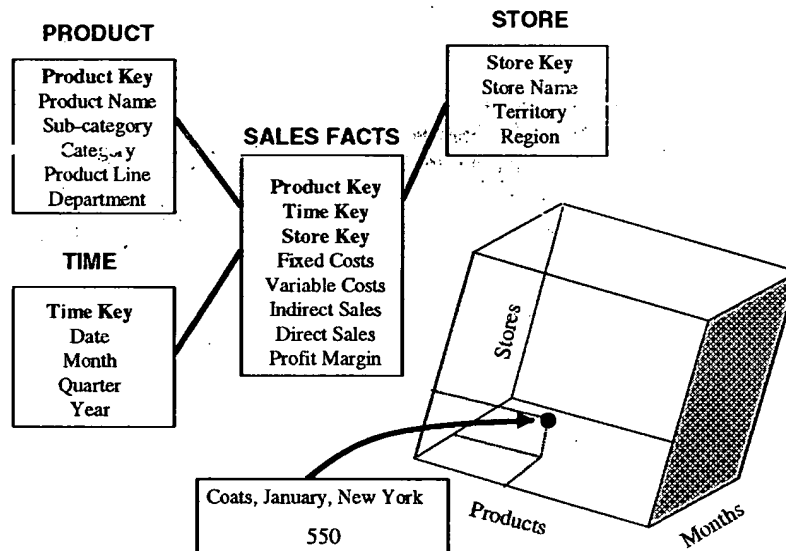 PRODUCT
Product Key
Product Name
Sub-category
Category
Product Line
Department
TIME
Time Key
Date
Month
Quarter
Year
SALES FACTS
Product Key
Time Key
Store Key
Fixed Costs
Variable Costs
Indirect Sales
Direct Sales
Profit Margin
STORE
Store Key
Store Name
Territory
Region
Stores
Products
Months
Coats, January, New York
550